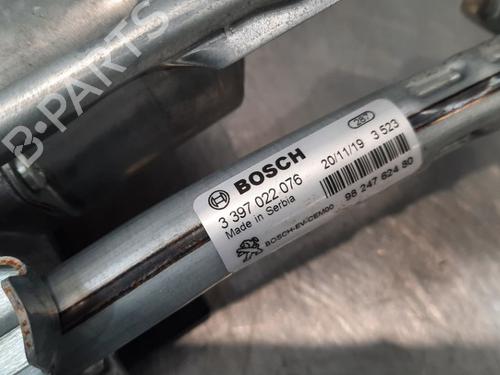 B-PARTS
287
BOSCH
20/11/19 3 523
3 397 022 076
Made in Serbia
98 247 624 80
BOSCH-EV-CEM00